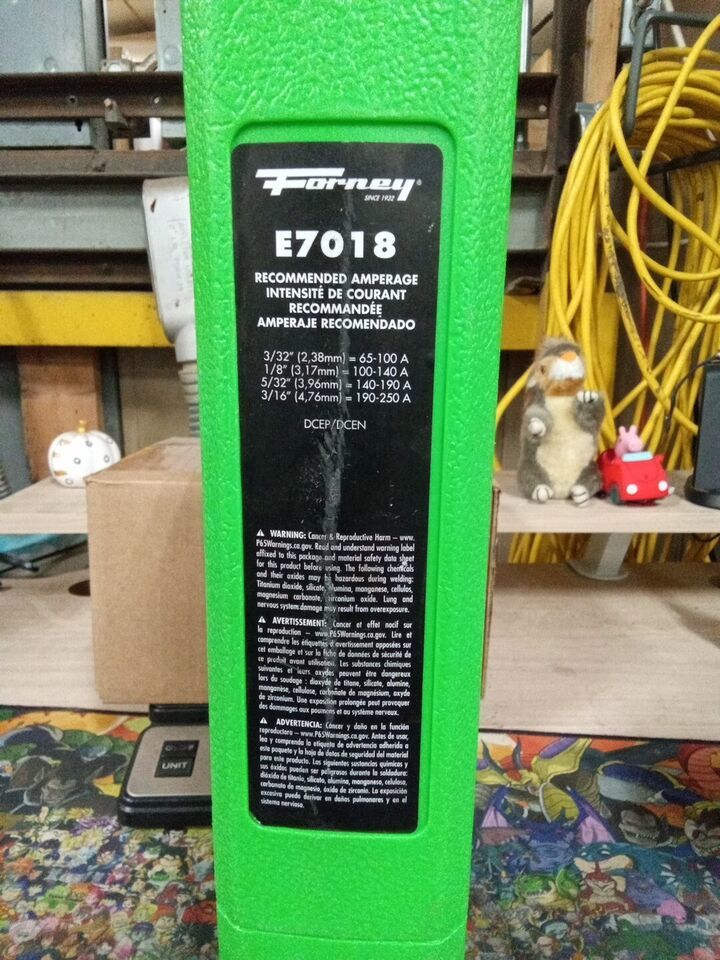 Forney®
SINCE 1932
E7018
RECOMMENDED AMPERAGE
INTENSITÉ DE COURANT
RECOMMANDÉE
AMPERAJE RECOMENDADO
3/32" (2,38mm) = 65-100 A
1/8" (3,17mm) = 100-140 A
5/32" (3,96mm) = 140-190 A
3/16" (4,76mm) = 190-250 A
DCEP/DCEN
⚠ WARNING: Cancer & Reproductive Harm – www.
P65Warnings.ca.gov. Read and understand warning label
affixed to this package and material safety data sheet
for this product before using. The following chemicals
and their oxides may be hazardous during welding:
Titanium dioxide, silicate, alumina, manganese, cellulos,
magnesium carbonate, zirconium oxide. Lung and
nervous system damage may result from overexposure.
⚠ AVERTISSEMENT: Cancer et effet nocif sur
la reproduction – www.P65Warnings.ca.gov. Lire et
comprendre les étiquettes d'avertissement apposées sur
cet emballage et sur la fiche de données de sécurité de
ce produit avant utilisation. Les substances chimiques
suivantes et leurs oxydes peuvent être dangereux
lors du soudage : dioxyde de titane, silicate, alumine,
manganèse, cellulose, carbonate de magnésium, oxyde
de zirconium. Une exposition prolongée peut provoquer
des dommages aux poumons et au système nerveux.
⚠ ADVERTENCIA: Cáncer y daño en la función
reproductora – www.P65Warnings.ca.gov. Antes de usar,
lea y comprenda la etiqueta de advertencia adherida a
este paquete y la hoja de datos de seguridad del material
para este producto. Las siguientes sustancias químicas y
sus óxidos pueden ser peligrosos durante la soldadura:
dióxido de titanio, silicato, alúmina, manganeso, celulosa,
carbonato de magnesio, óxido de zirconio. La exposición
excesiva puede derivar en daños pulmonares y en el
sistema nervioso.
UNIT